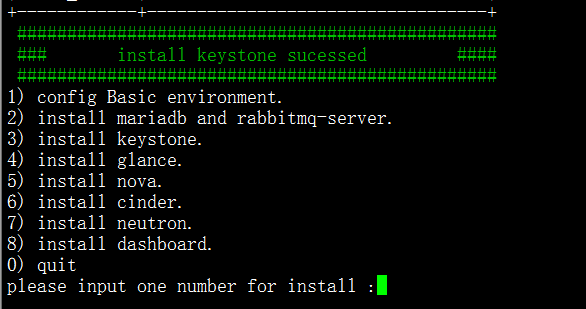 +-------------+----------------------------------+
################################################
###       install keystone sucessed         ####
################################################
1) config Basic environment.
2) install mariadb and rabbitmq-server.
3) install keystone.
4) install glance.
5) install nova.
6) install cinder.
7) install neutron.
8) install dashboard.
0) quit
please input one number for install :